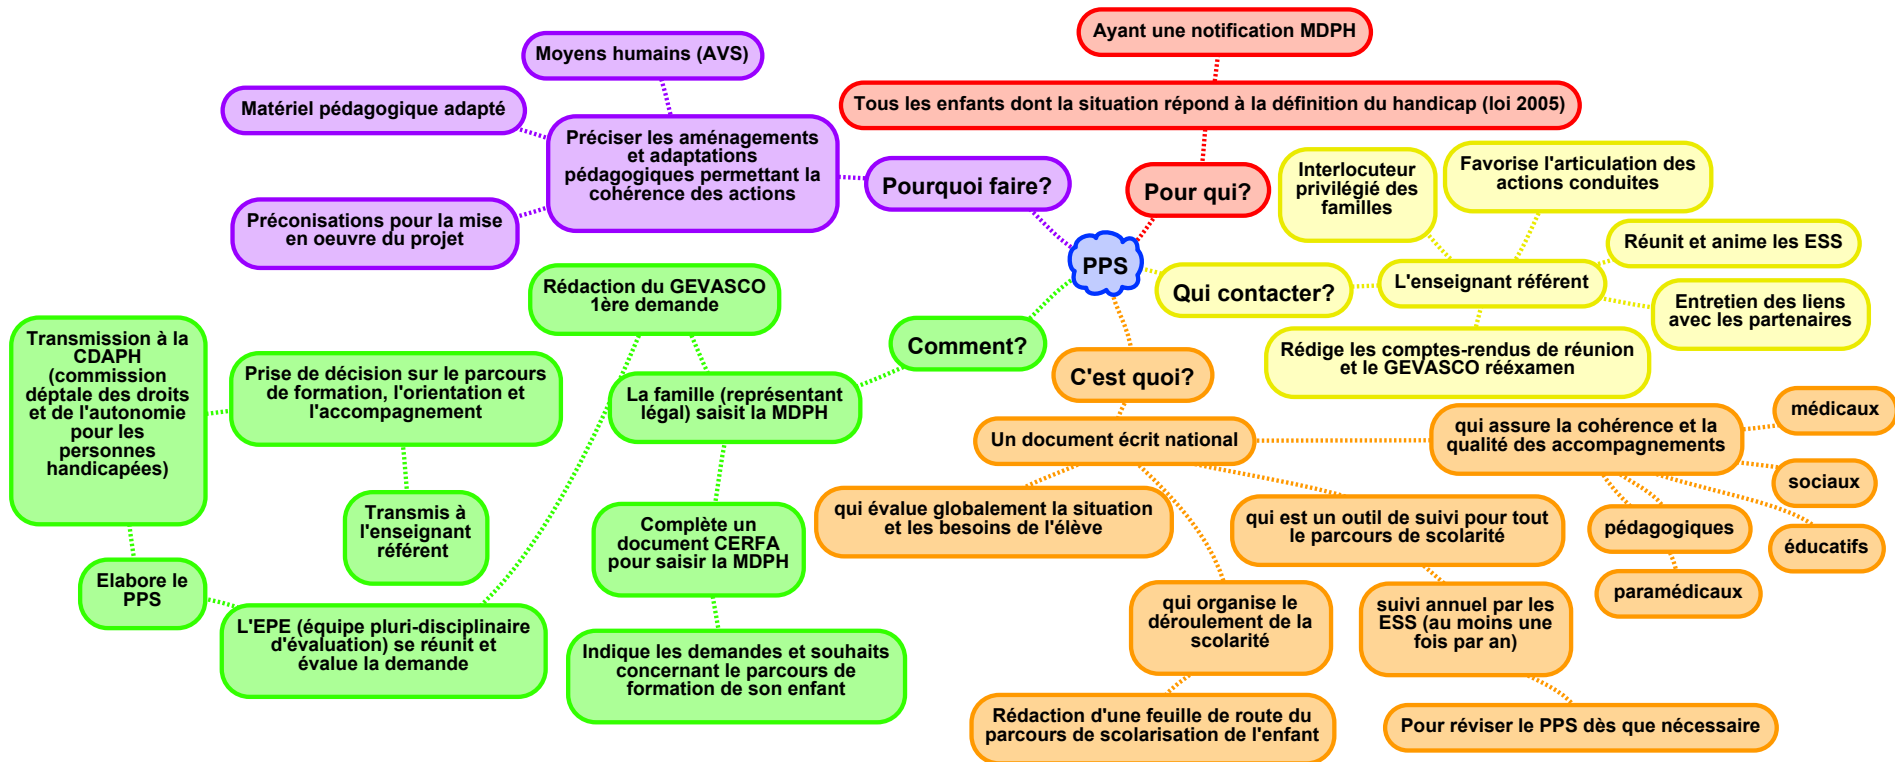 Ayant une notification MDPH
Tous les enfants dont la situation répond à la définition du handicap (loi 2005)
Pour qui?
Moyens humains (AVS)
Matériel pédagogique adapté
Préciser les aménagements
et adaptations
pédagogiques permettant la
cohérence des actions
Préconisations pour la mise
en oeuvre du projet
Pourquoi faire?
PPS
Interlocuteur
privilégié des
familles
Favorise l'articulation des
actions conduites
Réunit et anime les ESS
Qui contacter?
L'enseignant référent
Entretien des liens
avec les partenaires
Rédige les comptes-rendus de réunion
et le GEVASCO rééxamen
Comment?
Rédaction du GEVASCO
1ère demande
La famille (représentant
légal) saisit la MDPH
Complète un
document CERFA
pour saisir la MDPH
Indique les demandes et souhaits
concernant le parcours de
formation de son enfant
L'EPE (équipe pluri-disciplinaire
d'évaluation) se réunit et
évalue la demande
Elabore le
PPS
Transmission à la
CDAPH
(commission
déptale des droits
et de l'autonomie
pour les
personnes
handicapées)
Prise de décision sur le parcours
de formation, l'orientation et
l'accompagnement
Transmis à
l'enseignant
référent
C'est quoi?
Un document écrit national
qui évalue globalement la situation
et les besoins de l'élève
qui organise le
déroulement de la
scolarité
Rédaction d'une feuille de route du
parcours de scolarisation de l'enfant
qui est un outil de suivi pour tout
le parcours de scolarité
suivi annuel par les
ESS (au moins une
fois par an)
Pour réviser le PPS dès que nécessaire
qui assure la cohérence et la
qualité des accompagnements
médicaux
sociaux
éducatifs
pédagogiques
paramédicaux